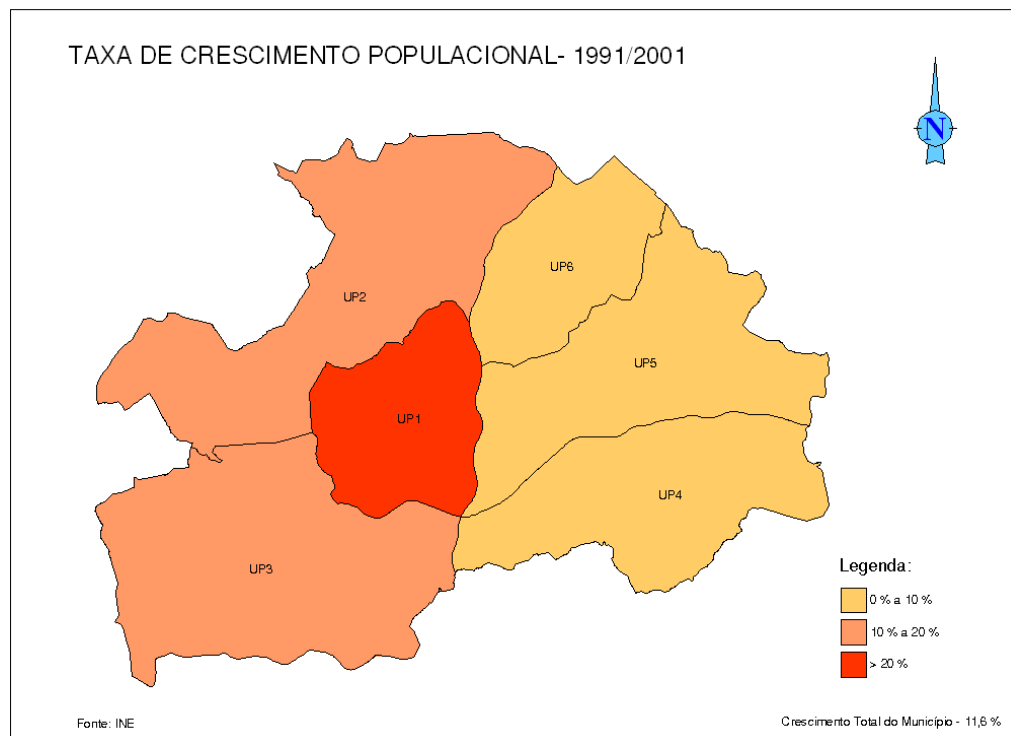 TAXA DE CRESCIMENTO POPULACIONAL- 1991/2001
N
UP6
UP2
UP5
UP1
UP4
UP3
Legenda:
0 % a 10 %
10 % a 20 %
> 20 %
Fonte: INE
Crescimento Total do Município - 11,6 %